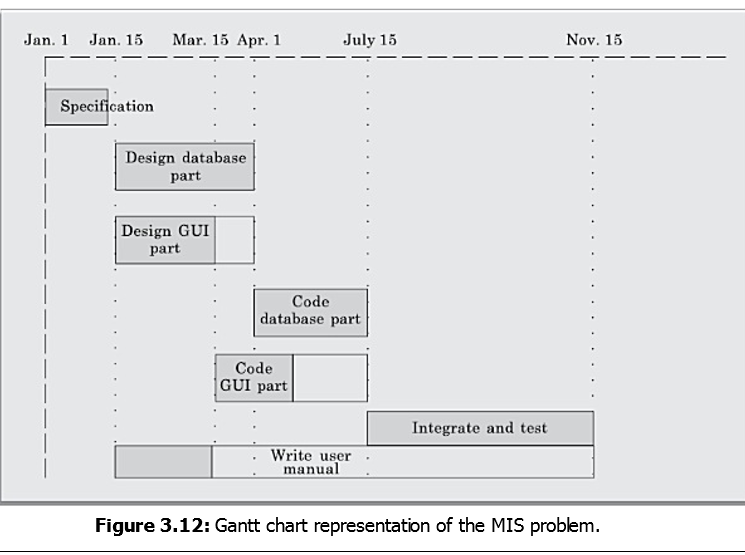 Jan. 1 Jan. 15 Mar. 15 Apr. 1 July 15 Nov. 15
Specification
Design database
part
Design GUI
part
Code
database part
Code
GUI part
Integrate and test
Write user
manual
Figure 3.12: Gantt chart representation of the MIS problem.